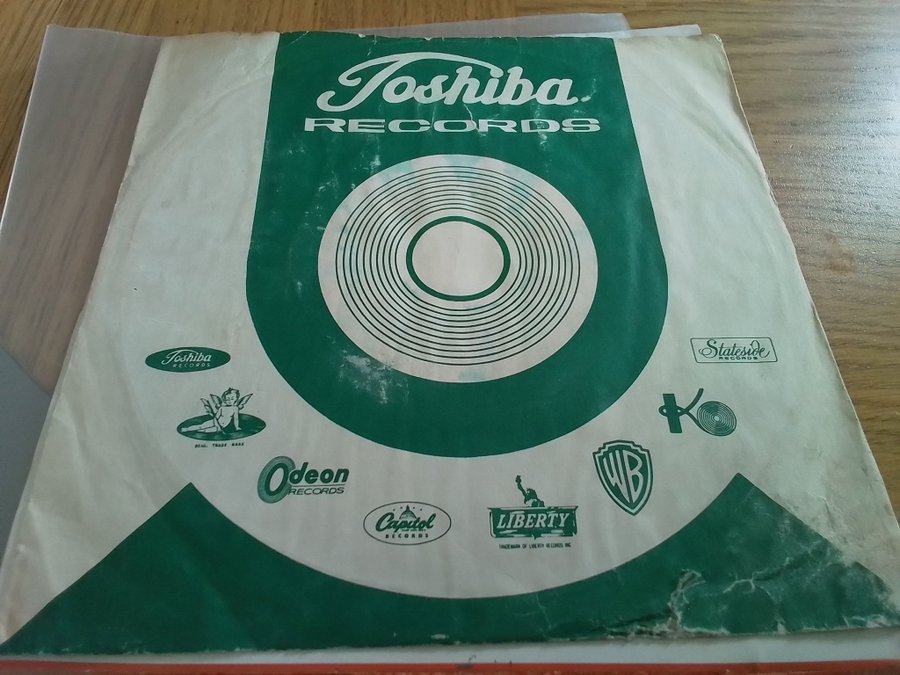 Toshiba
RECORDS
Toshiba
RECORDS
REAL. TRADE MARK
Odeon
RECORDS
Capitol
RECORDS
LIBERTY
TRADEMARK OF LIBERTY RECORDS INC
WB
K
Stateside
RECORDS